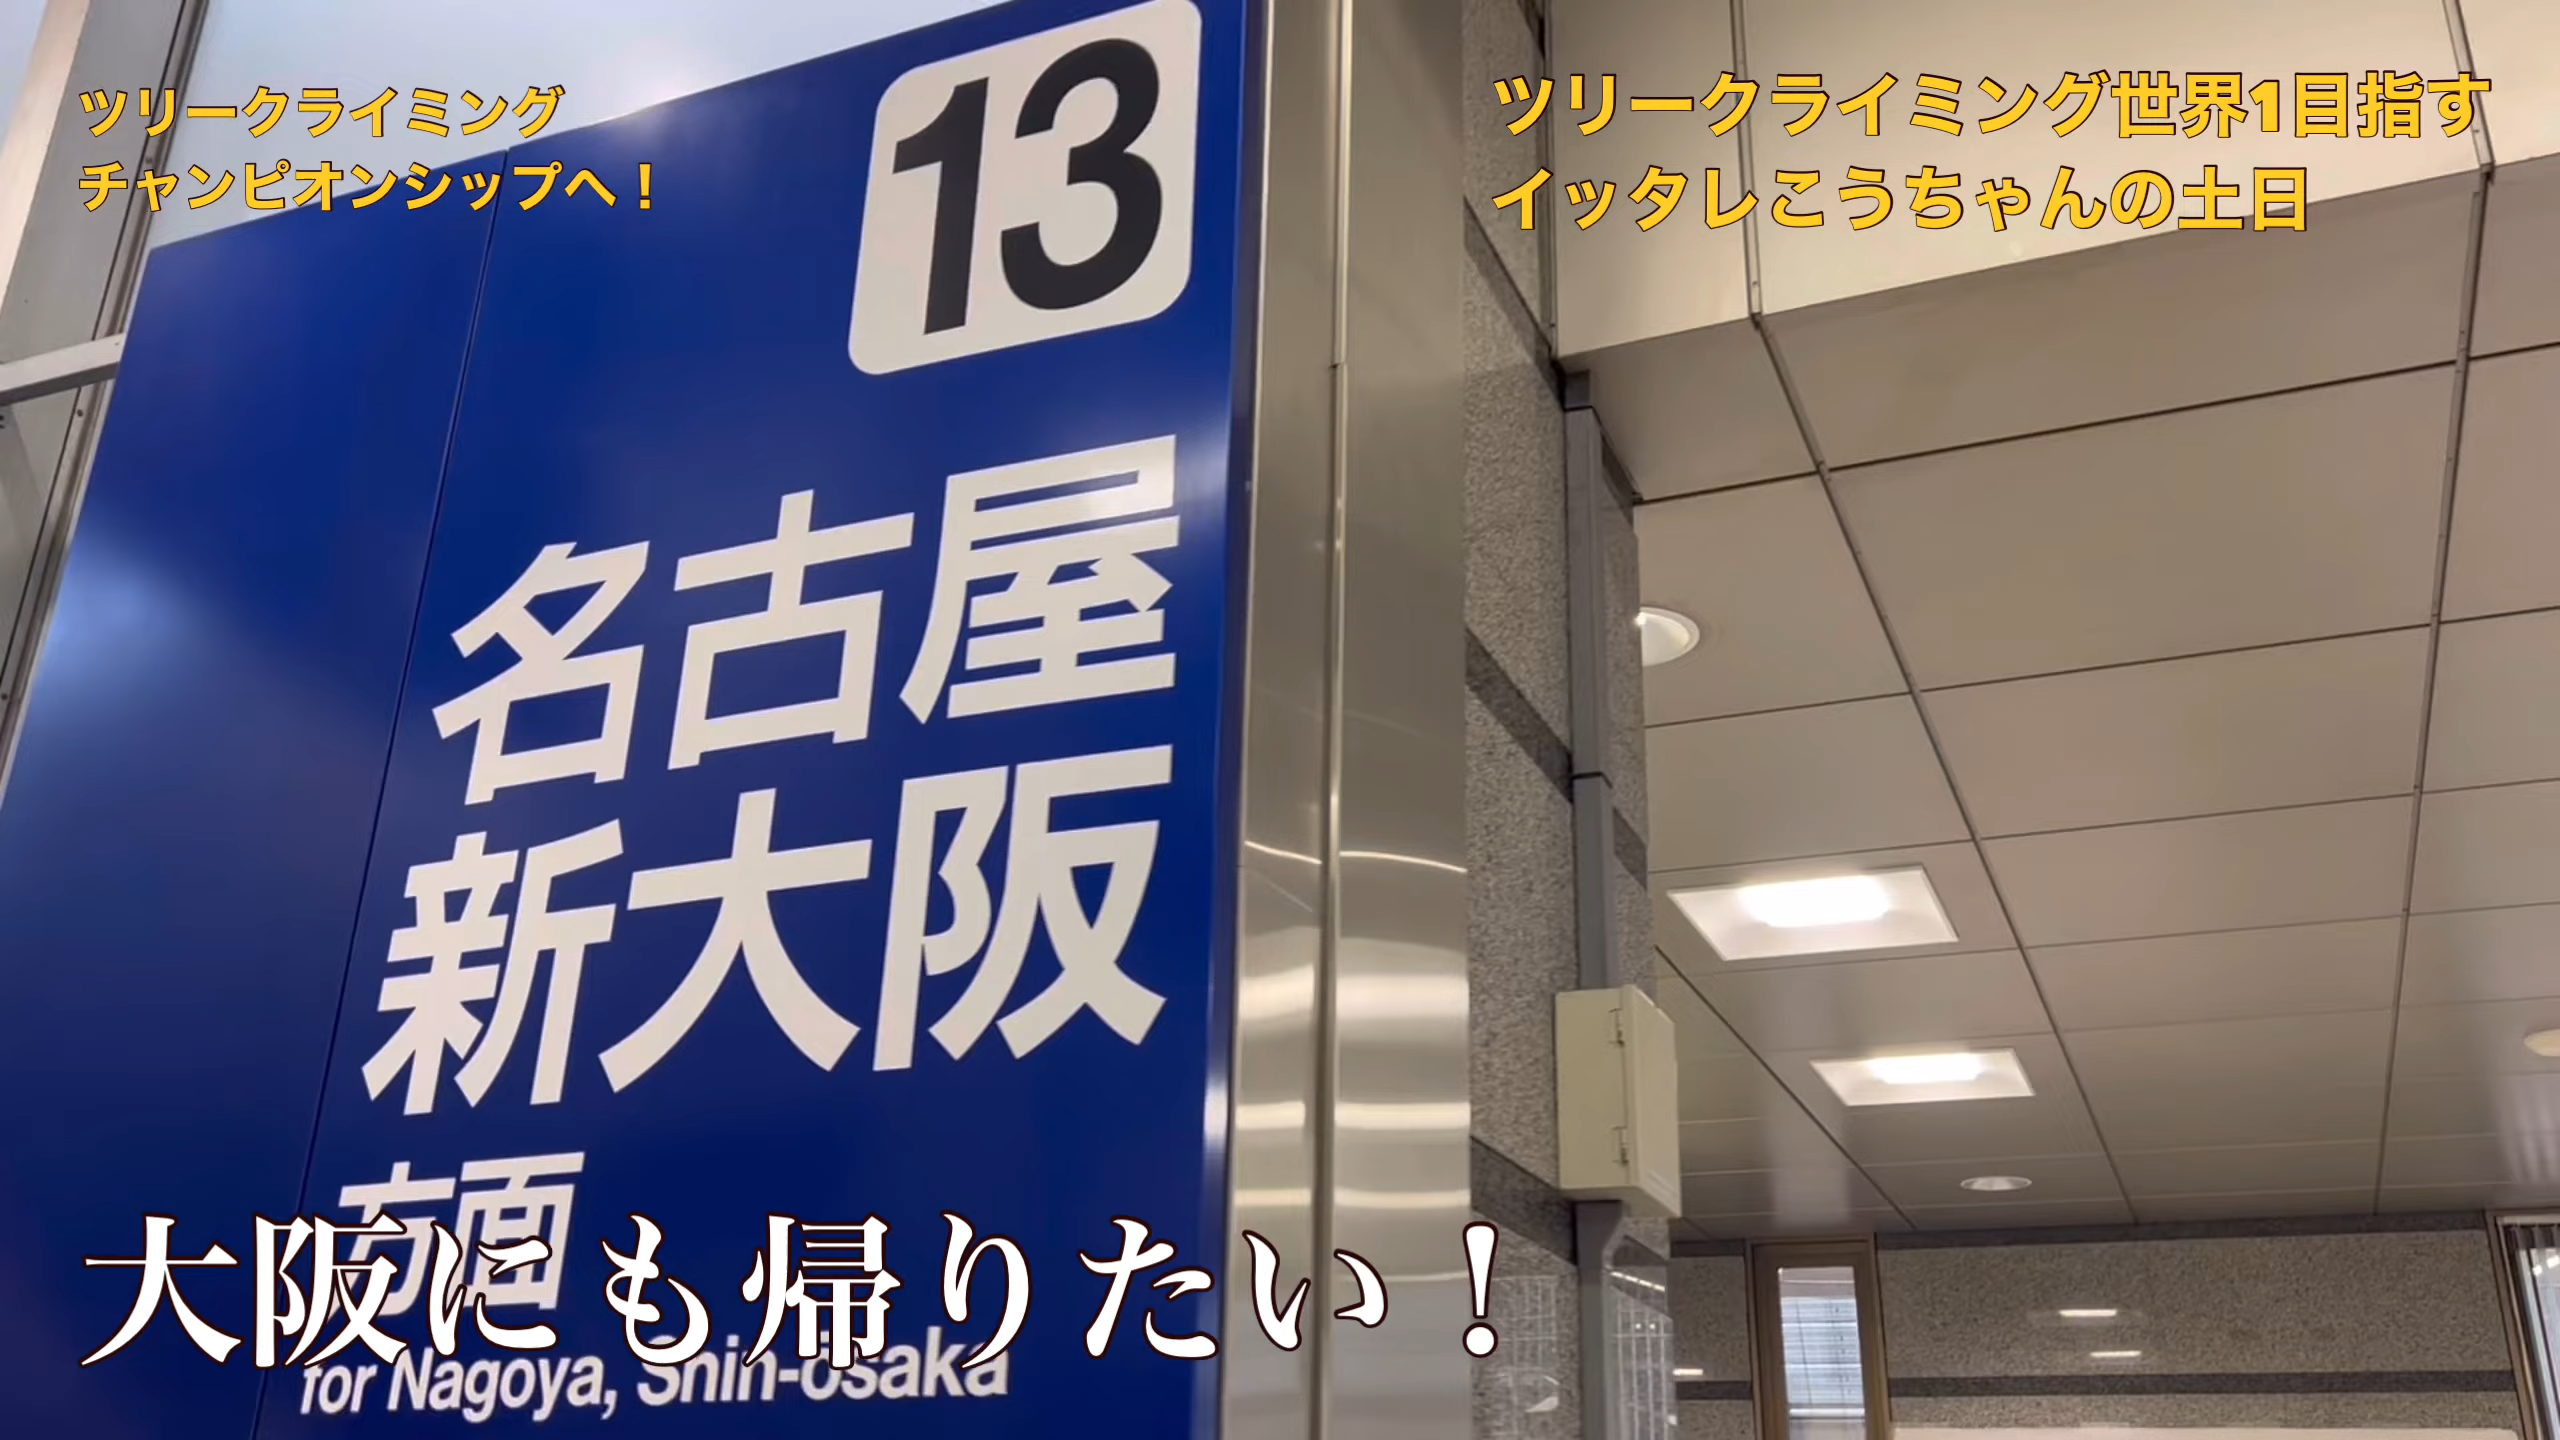 ツリークライミング
チャンピオンシップへ！
ツリークライミング世界1目指す
イッタレこうちゃんの土日
13
名古屋
新大阪
方面
for Nagoya, Shin-ōsaka
大阪にも帰りたい！